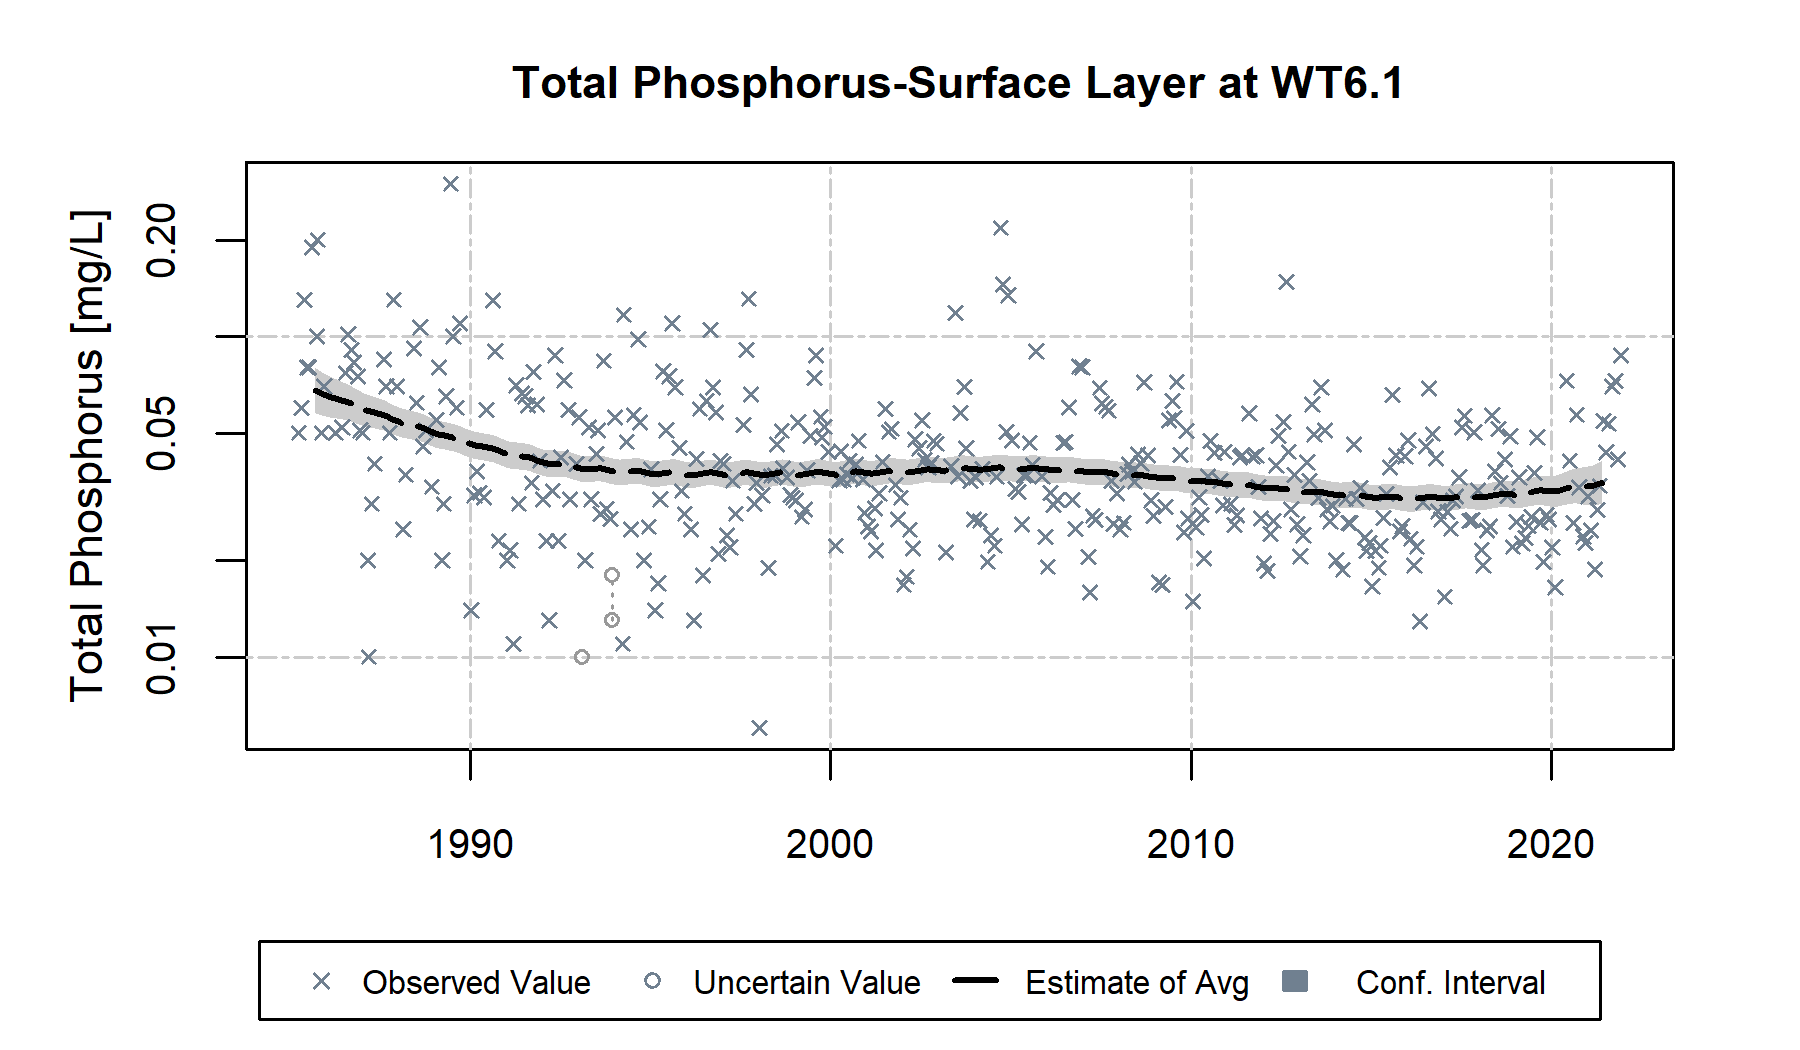 Total Phosphorus-Surface Layer at WT6.1
Total Phosphorus [mg/L]
0.20
0.05
0.01
1990 2000 2010 2020
Observed Value Uncertain Value Estimate of Avg Conf. Interval